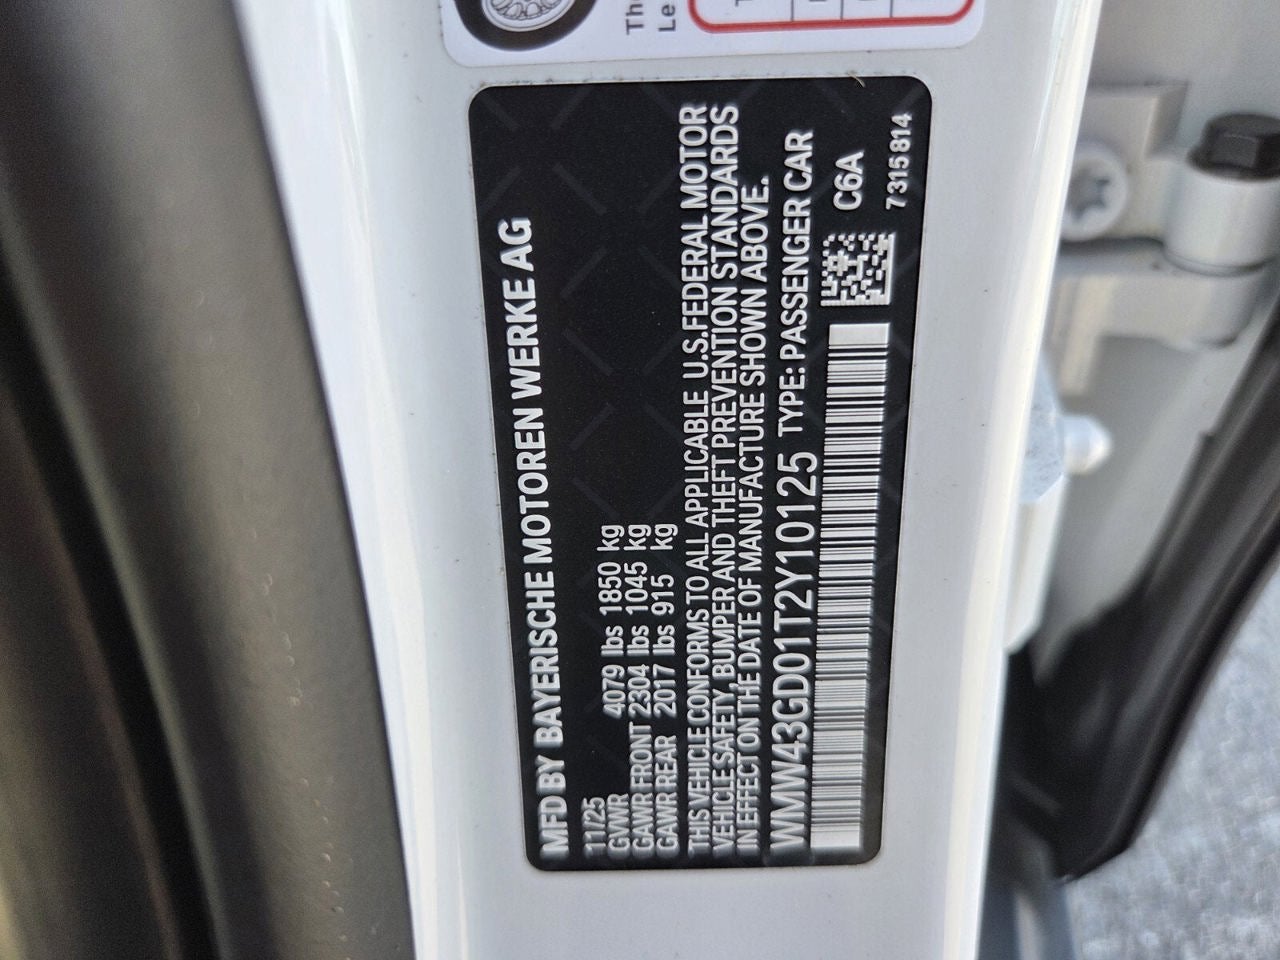 Th
Le
MFD BY BAYERISCHE MOTOREN WERKE AG
11/25
GVWR 4079 lbs 1850 kg
GAWR FRONT 2304 lbs 1045 kg
GAWR REAR 2017 lbs 915 kg
THIS VEHICLE CONFORMS TO ALL APPLICABLE U.S.FEDERAL MOTOR
VEHICLE SAFETY, BUMPER AND THEFT PREVENTION STANDARDS
IN EFFECT ON THE DATE OF MANUFACTURE SHOWN ABOVE.
WMW43GD01T2Y10125 TYPE: PASSENGER CAR
C6A
7315814